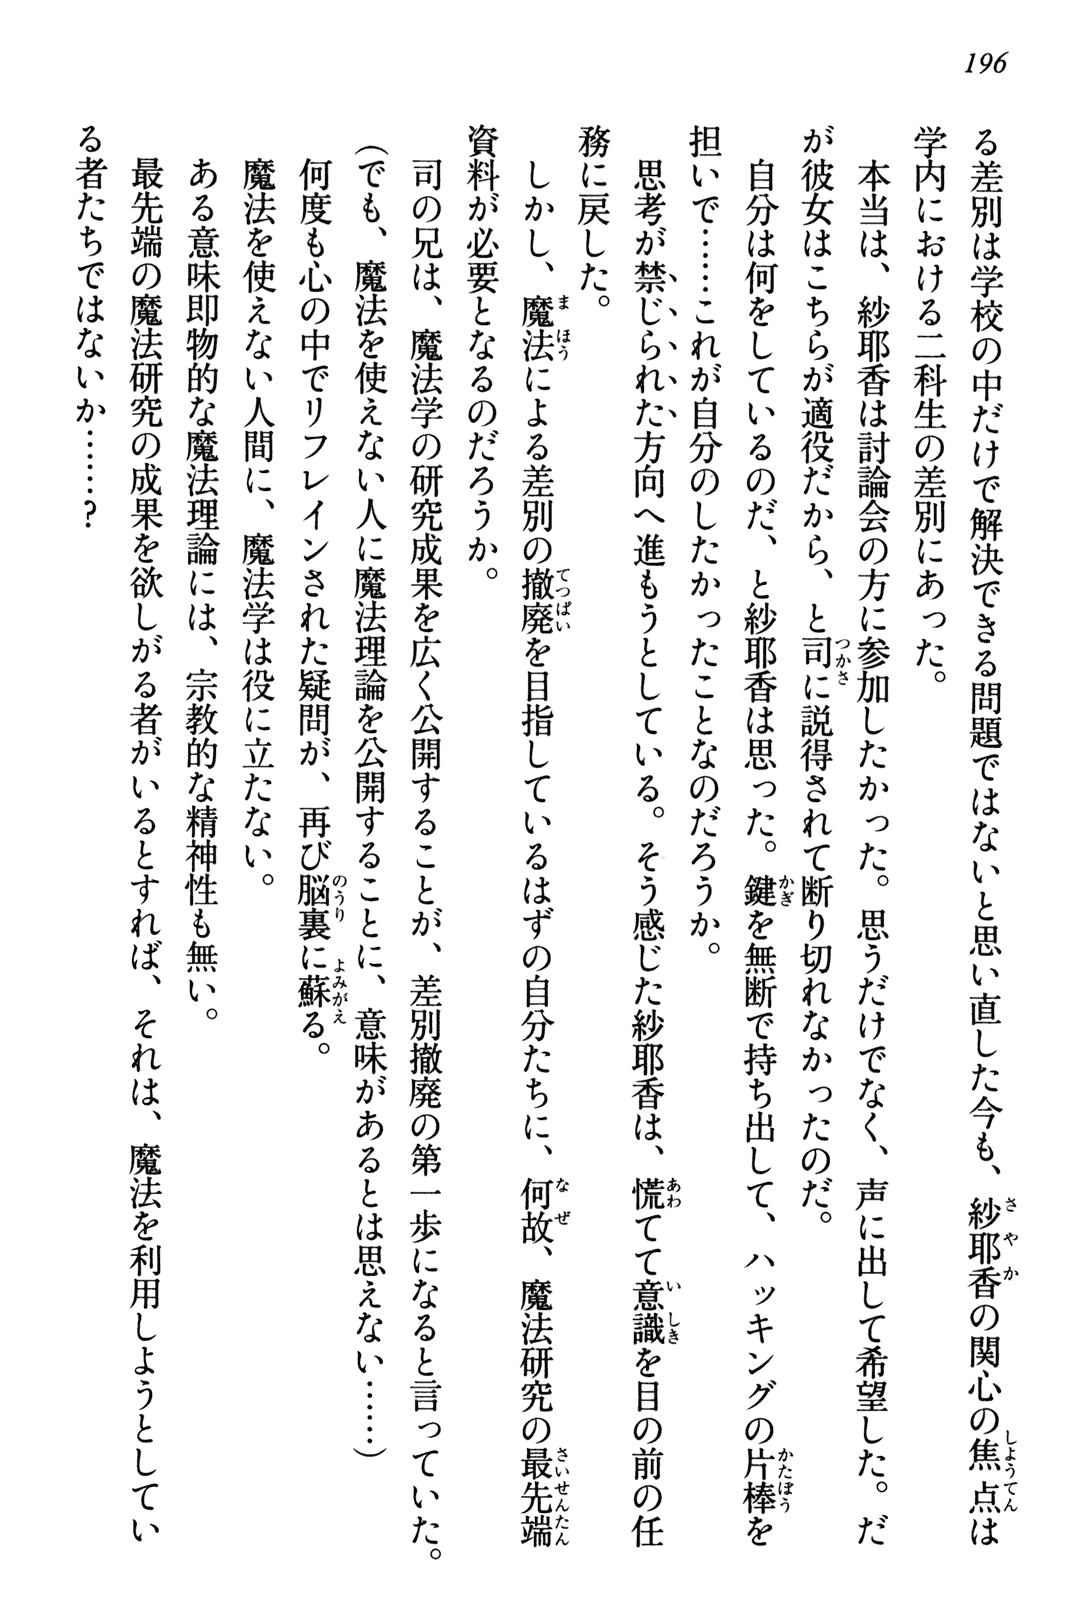 196
る差別は学校の中だけで解決できる問題ではないと思い直した今も、紗耶香の関心の焦点は
学内における二科生の差別にあった。
本当は、紗耶香は討論会の方に参加したかった。思うだけでなく、声に出して希望した。だ
が彼女はこちらが適役だから、と司に説得されて断り切れなかったのだ。
自分は何をしているのだ、と紗耶香は思った。鍵を無断で持ち出して、ハッキングの片棒を
担いで……これが自分のしたかったことなのだろうか。
思考が禁じられた方向へ進もうとしている。そう感じた紗耶香は、慌てて意識を目の前の任
務に戻した。
しかし、魔法による差別の撤廃を目指しているはずの自分たちに、何故、魔法研究の最先端
資料が必要となるのだろうか。
司の兄は、魔法学の研究成果を広く公開することが、差別撤廃の第一歩になると言っていた。
（でも、魔法を使えない人に魔法理論を公開することに、意味があるとは思えない……）
何度も心の中でリフレインされた疑問が、再び脳裏に蘇る。
魔法を使えない人間に、魔法学は役に立たない。
ある意味即物的な魔法理論には、宗教的な精神性も無い。
最先端の魔法研究の成果を欲しがる者がいるとすれば、それは、魔法を利用しようとしてい
る者たちではないか……？